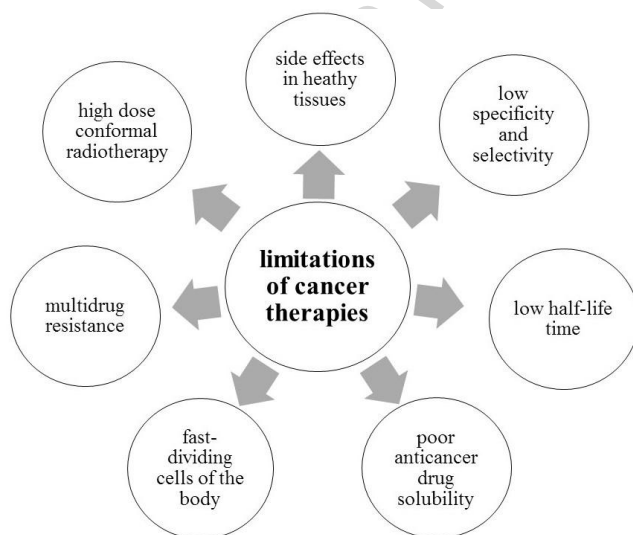 side effects
in heathy
tissues
low
specificity
and
selectivity
low half-life
time
poor
anticancer
drug
solubility
fast-
dividing
cells of the
body
multidrug
resistance
high dose
conformal
radiotherapy
limitations
of cancer
therapies